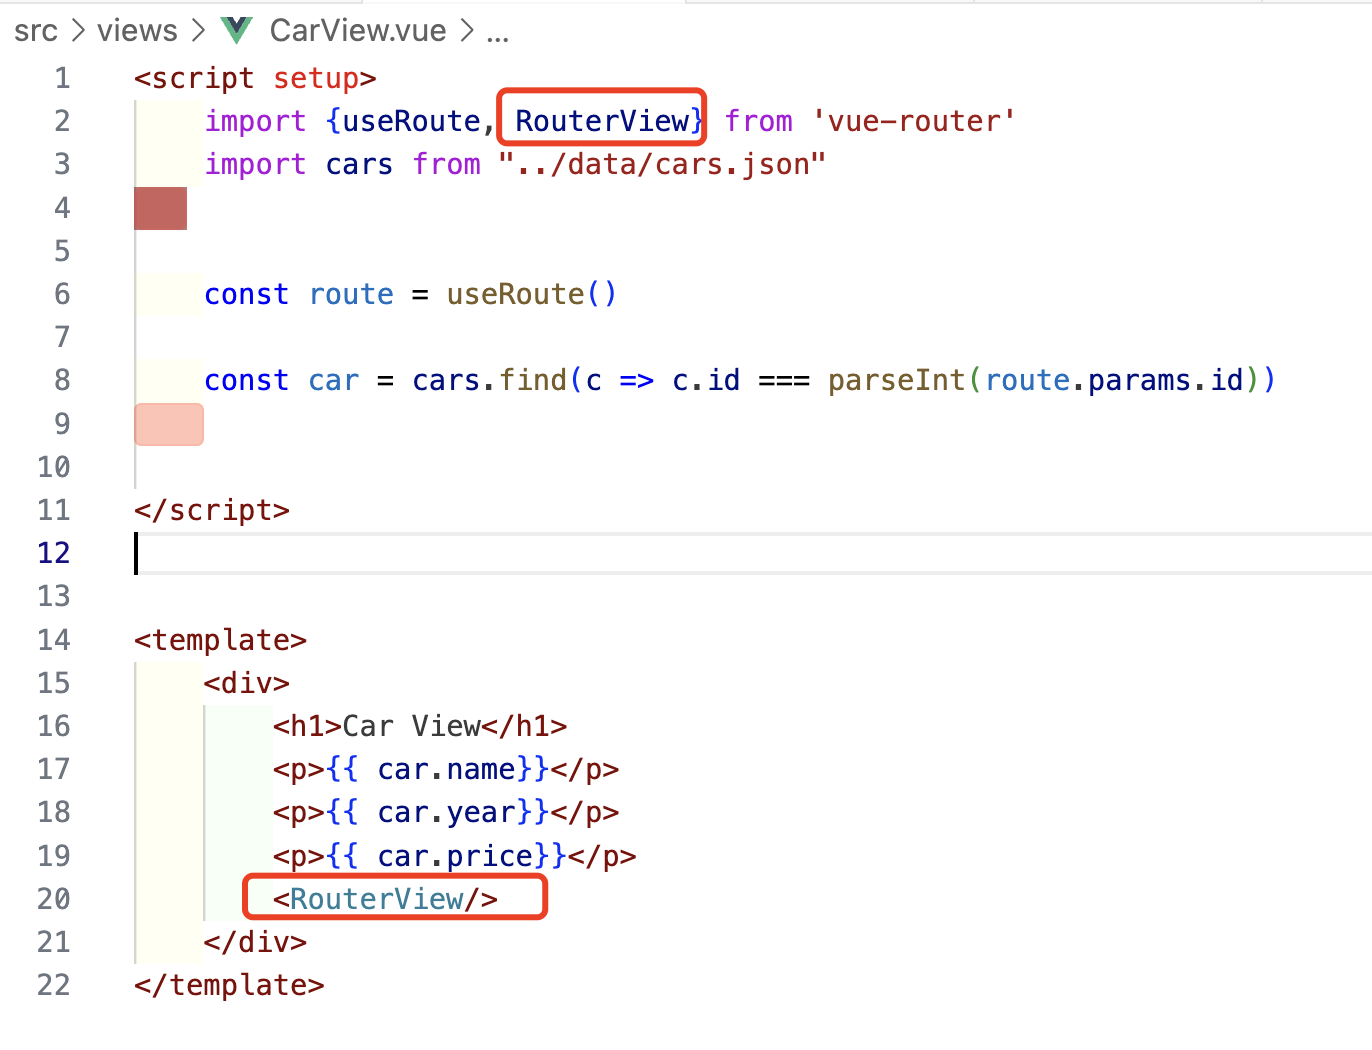 src > views > CarView.vue > ...
1 <script setup>
2 import {useRoute, RouterView} from 'vue-router'
3 import cars from "../data/cars.json"
4
5
6 const route = useRoute()
7
8 const car = cars.find(c => c.id === parseInt(route.params.id))
9
10
11 </script>
12
13
14 <template>
15 <div>
16 <h1>Car View</h1>
17 <p>{{ car.name}}</p>
18 <p>{{ car.year}}</p>
19 <p>{{ car.price}}</p>
20 <RouterView/>
21 </div>
22 </template>